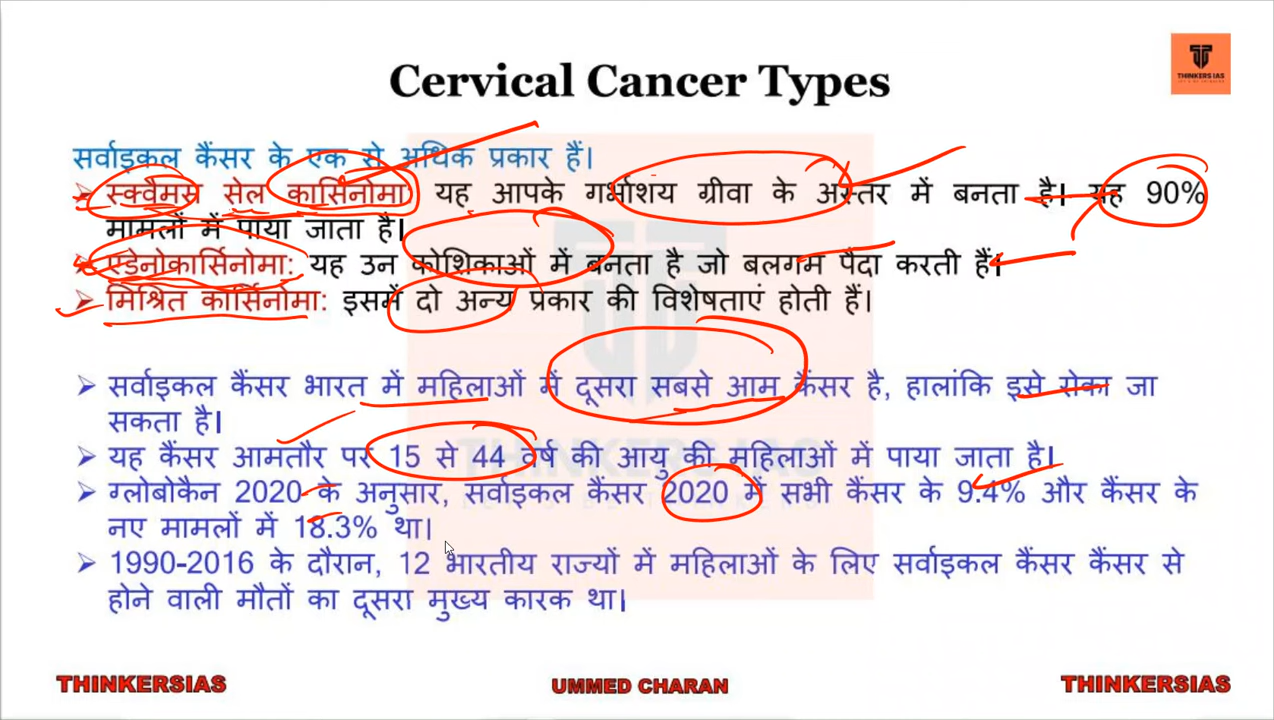 Cervical Cancer Types
THINKERS IAS
सर्वाइकल कैंसर के एक से अधिक प्रकार हैं।
➢ स्क्वैमस सेल कार्सिनोमा: यह आपके गर्भाशय ग्रीवा के अस्तर में बनता है। यह 90%
मामलों में पाया जाता है।
➢ एडेनोकार्सिनोमा: यह उन कोशिकाओं में बनता है जो बलगम पैदा करती हैं।
➢ मिश्रित कार्सिनोमा: इसमें दो अन्य प्रकार की विशेषताएं होती हैं।
➢ सर्वाइकल कैंसर भारत में महिलाओं में दूसरा सबसे आम कैंसर है, हालांकि इसे रोका जा
सकता है।
➢ यह कैंसर आमतौर पर 15 से 44 वर्ष की आयु की महिलाओं में पाया जाता है।
➢ ग्लोबोकैन 2020 के अनुसार, सर्वाइकल कैंसर 2020 में सभी कैंसर के 9.4% और कैंसर के
नए मामलों में 18.3% था।
➢ 1990-2016 के दौरान, 12 भारतीय राज्यों में महिलाओं के लिए सर्वाइकल कैंसर कैंसर से
होने वाली मौतों का दूसरा मुख्य कारक था।
THINKERSIAS UMMED CHARAN THINKERSIAS